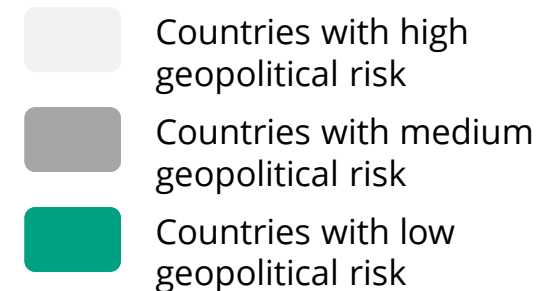 Countries with high
geopolitical risk
Countries with medium
geopolitical risk
Countries with low
geopolitical risk